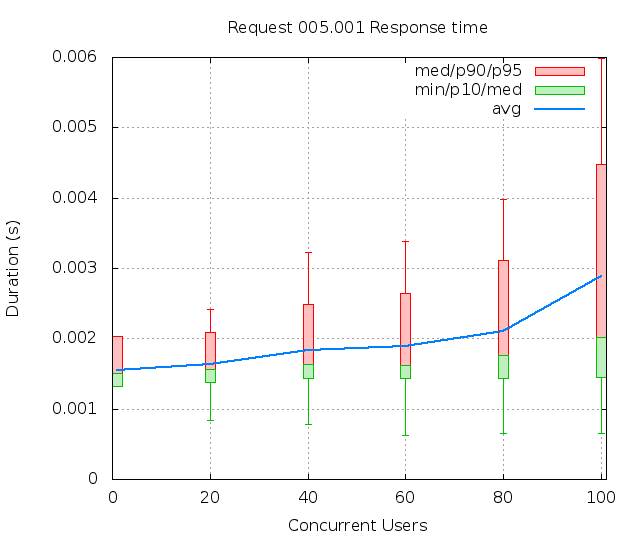 Request 005.001 Response time
0.006
0.005
0.004
0.003
0.002
0.001
0
Duration (s)
med/p90/p95
min/p10/med
avg
0 20 40 60 80 100
Concurrent Users